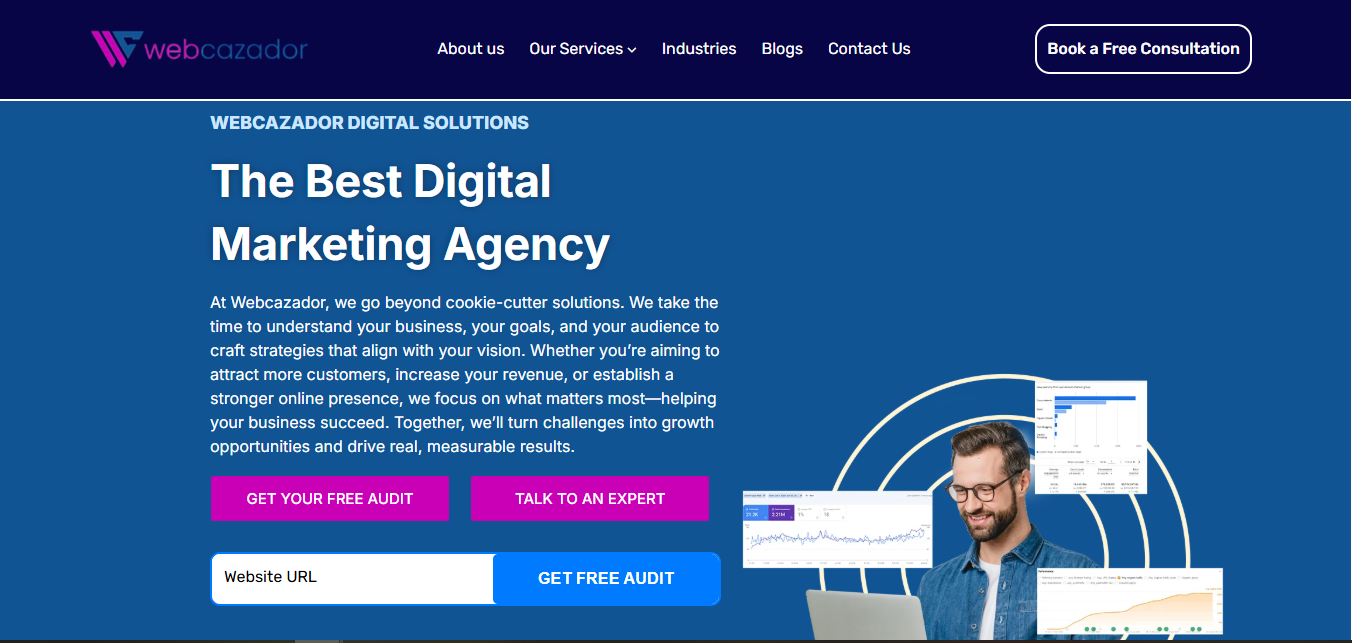 webcazador
About us
Our Services
Industries
Blogs
Contact Us
Book a Free Consultation
WEBCAZADOR DIGITAL SOLUTIONS
The Best Digital
Marketing Agency
At Webcazador, we go beyond cookie-cutter solutions. We take the
time to understand your business, your goals, and your audience to
craft strategies that align with your vision. Whether you’re aiming to
attract more customers, increase your revenue, or establish a
stronger online presence, we focus on what matters most—helping
your business succeed. Together, we’ll turn challenges into growth
opportunities and drive real, measurable results.
GET YOUR FREE AUDIT
TALK TO AN EXPERT
Website URL
GET FREE AUDIT